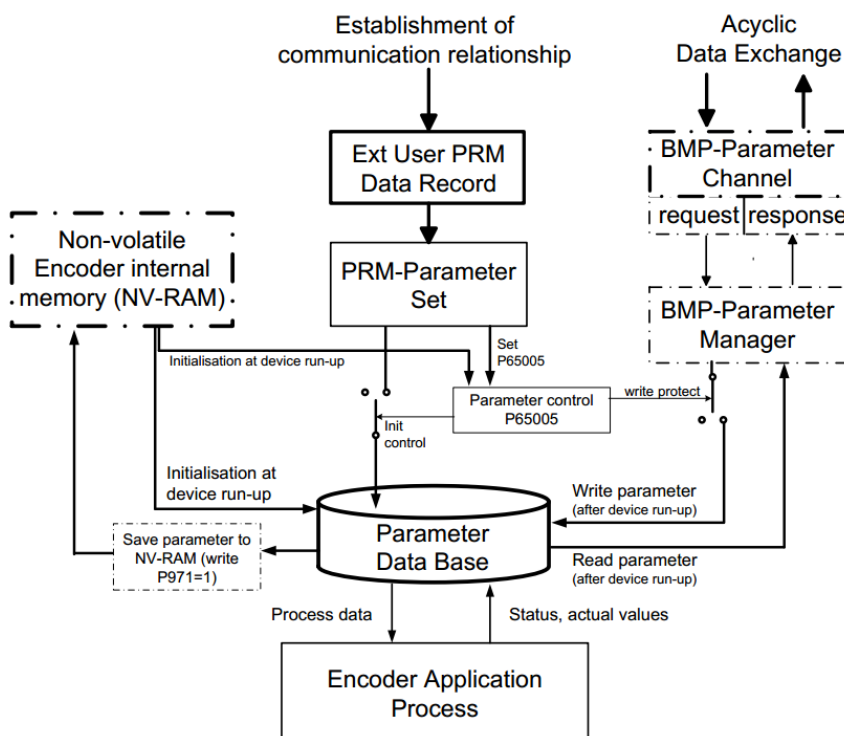 Establishment of
communication relationship
Acyclic
Data Exchange
Ext User PRM
Data Record
BMP-Parameter
Channel
request response
Non-volatile
Encoder internal
memory (NV-RAM)
PRM-Parameter
Set
BMP-Parameter
Manager
Initialisation at device run-up
Set
P65005
Parameter control
P65005
write protect
Init
control
Initialisation at
device run-up
Write parameter
(after device run-up)
Save parameter to
NV-RAM (write
P971=1)
Parameter
Data Base
Read parameter
(after device run-up)
Process data
Status, actual values
Encoder Application
Process